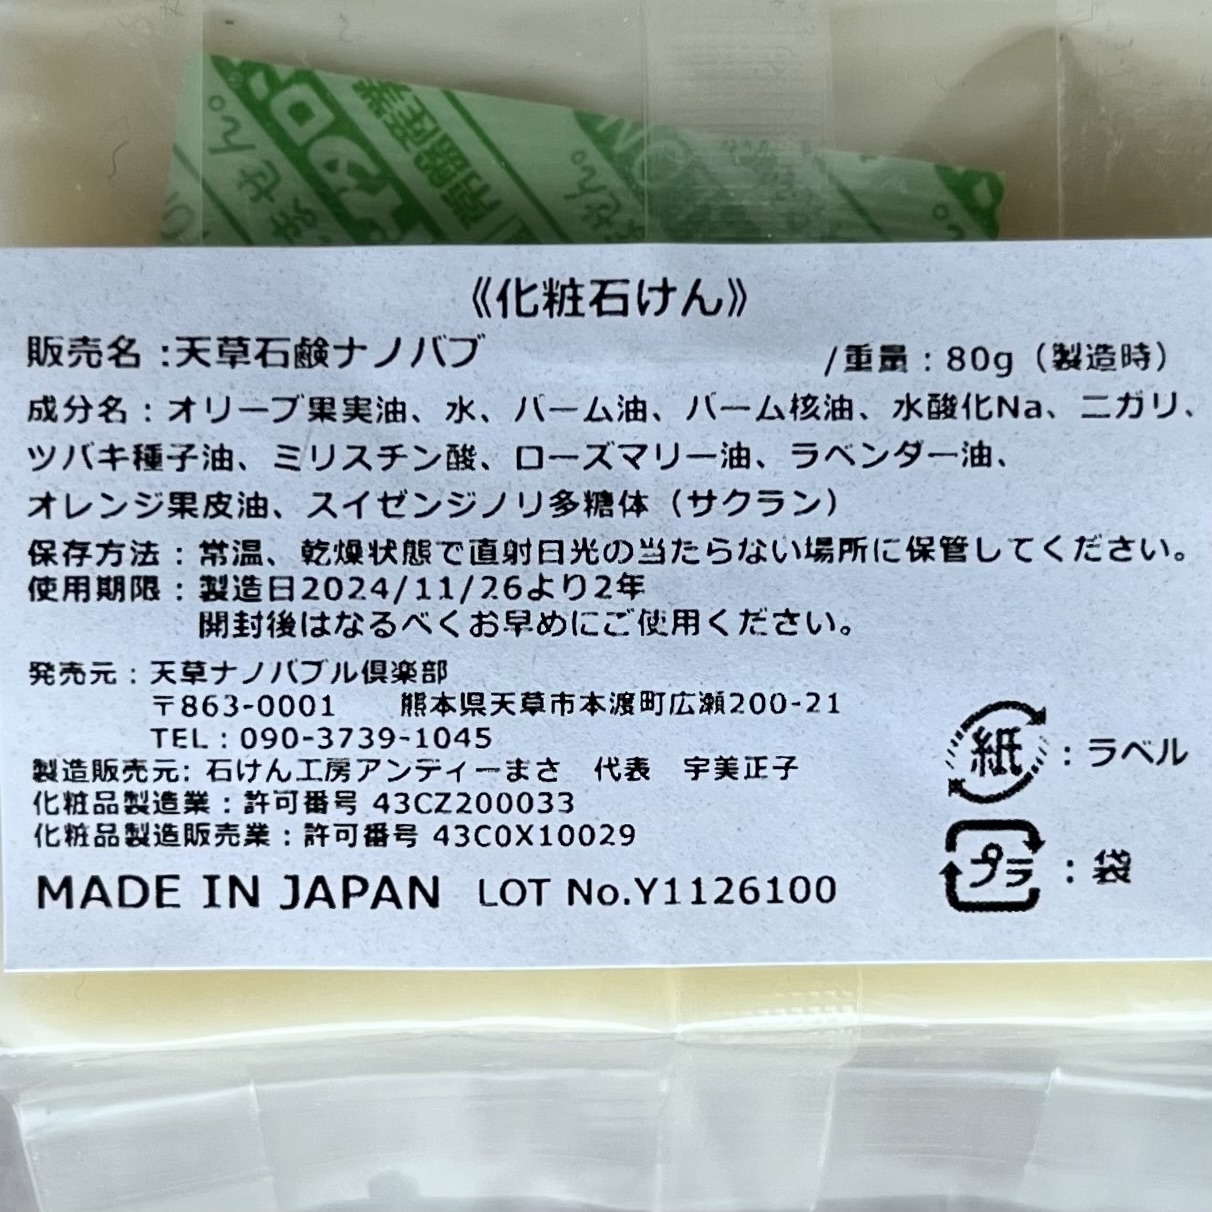 《化粧石けん》
販売名:天草石鹸ナノバブ /重量:80g(製造時)
成分名:オリーブ果実油、水、パーム油、パーム核油、水酸化Na、ニガリ、
ツバキ種子油、ミリスチン酸、ローズマリー油、ラベンダー油、
オレンジ果皮油、スイゼンジノリ多糖体(サクラン)
保存方法:常温、乾燥状態で直射日光の当たらない場所に保管してください。
使用期限:製造日2024/11/26より2年
開封後はなるべくお早めにご使用ください。
発売元:天草ナノバブル倶楽部
〒863-0001 熊本県天草市本渡町広瀬200-21
TEL:090-3739-1045
製造販売元: 石けん工房アンディーまさ 代表 宇美正子
紙:ラベル
化粧品製造業:許可番号 43CZ200033
化粧品製造販売業:許可番号 43C0X10029
プラ:袋
MADE IN JAPAN LOT No.Y1126100